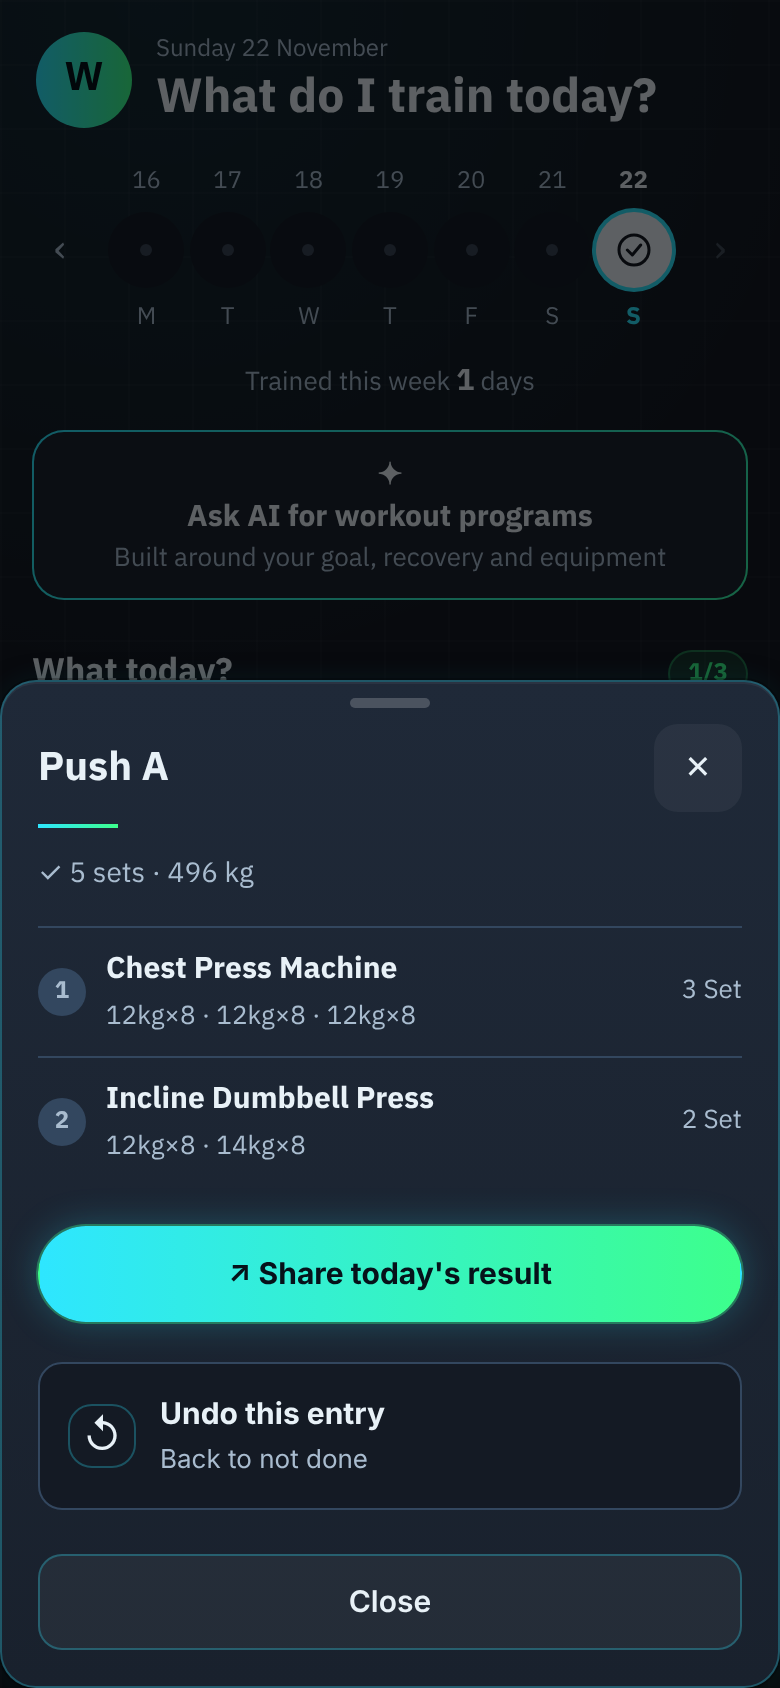 W
Sunday 22 November
What do I train today?
16 17 18 19 20 21 22
M T W T F S S
Trained this week 1 days
Ask AI for workout programs
Built around your goal, recovery and equipment
What today?
1/3
Push A
✓ 5 sets · 496 kg
1
Chest Press Machine
12kg×8 · 12kg×8 · 12kg×8
3 Set
2
Incline Dumbbell Press
12kg×8 · 14kg×8
2 Set
↗ Share today's result
Undo this entry
Back to not done
Close